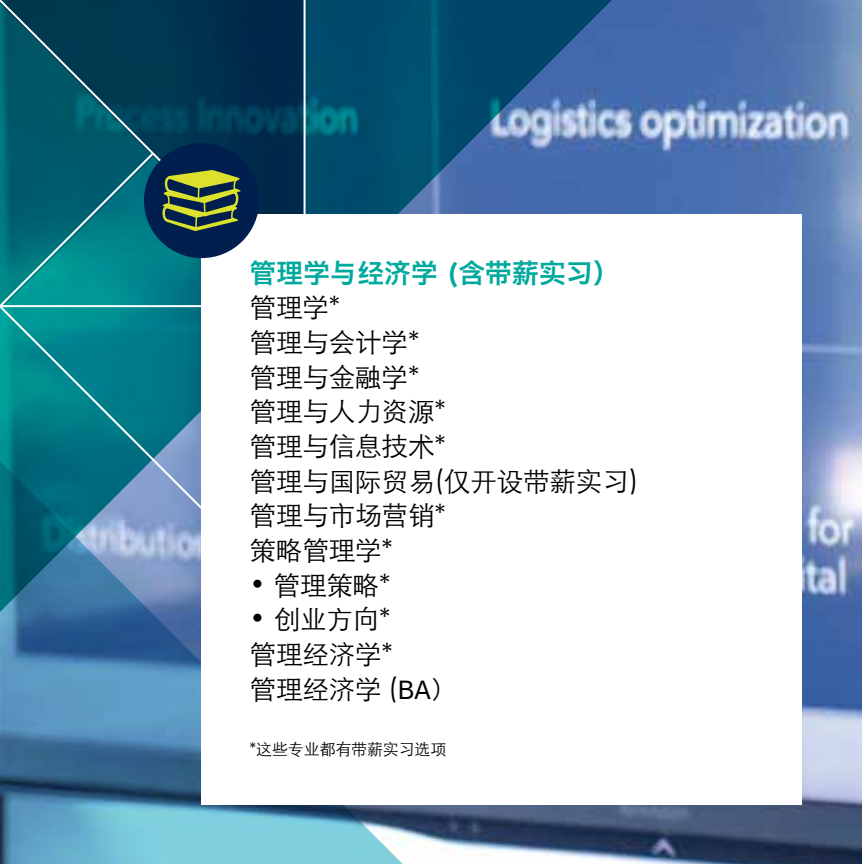 Process Innovation
Logistics optimization
管理学与经济学 (含带薪实习）
管理学*
管理与会计学*
管理与金融学*
管理与人力资源*
管理与信息技术*
管理与国际贸易(仅开设带薪实习)
管理与市场营销*
策略管理学*
• 管理策略*
• 创业方向*
管理经济学*
管理经济学 (BA）
*这些专业都有带薪实习选项
for